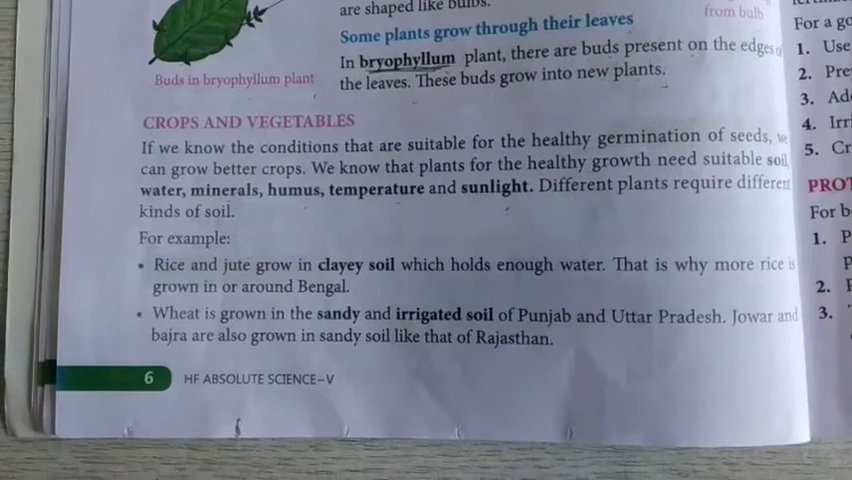 are shaped like bulbs.
from bulb
Some plants grow through their leaves
In bryophyllum plant, there are buds present on the edges
the leaves. These buds grow into new plants.
Buds in bryophyllum plant
CROPS AND VEGETABLES
If we know the conditions that are suitable for the healthy germination of seeds, we
can grow better crops. We know that plants for the healthy growth need suitable soil,
water, minerals, humus, temperature and sunlight. Different plants require different
kinds of soil.
For example:
• Rice and jute grow in clayey soil which holds enough water. That is why more rice is
grown in or around Bengal.
• Wheat is grown in the sandy and irrigated soil of Punjab and Uttar Pradesh. Jowar and
bajra are also grown in sandy soil like that of Rajasthan.
6 HF ABSOLUTE SCIENCE–V
For a go
1. Use
2. Pre
3. Ad
4. Irr
5. Cr
PROT
For b
1. P
2.
3.